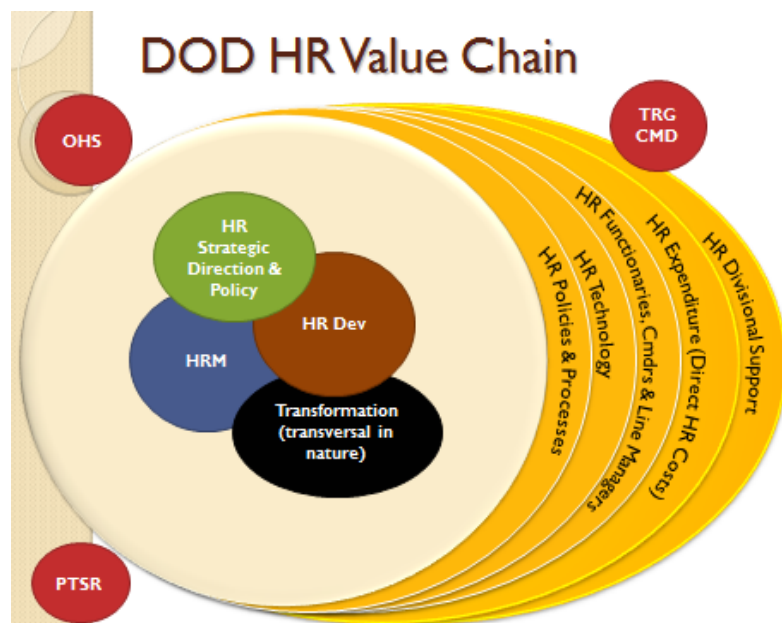 DOD HR Value Chain
OHS
TRG
CMD
HR
Strategic
Direction &
Policy
HR Dev
HRM
Transformation
(transversal in
nature)
HR Policies & Processes
HR Technology
HR Functionaries, Cmdrs & Line Managers
HR Expenditure (Direct HR Costs)
HR Divisional Support
PTSR